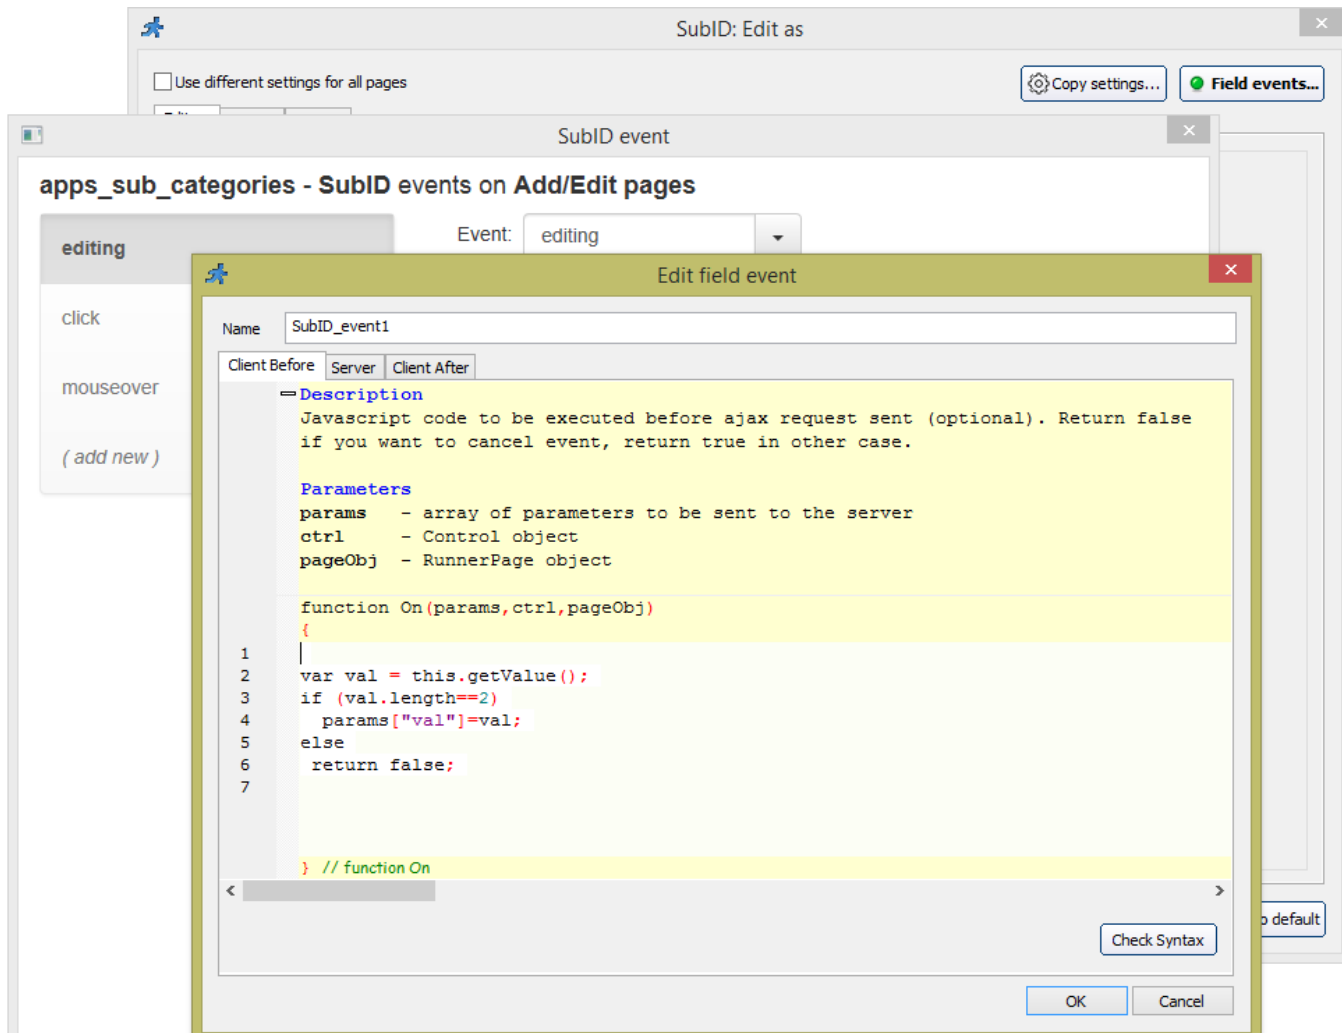 SubID: Edit as
Use different settings for all pages
Copy settings...
Field events...
SubID event
apps_sub_categories - SubID events on Add/Edit pages
editing
Event:
editing
click
mouseover
( add new )
Edit field event
Name
SubID_event1
Client Before
Server
Client After
Description
Javascript code to be executed before ajax request sent (optional). Return false
if you want to cancel event, return true in other case.
Parameters
params - array of parameters to be sent to the server
ctrl - Control object
pageObj - RunnerPage object
function On(params,ctrl,pageObj)
{
1
2 var val = this.getValue();
3 if (val.length==2)
4 params["val"]=val;
5 else
6 return false;
7
} // function On
Check Syntax
default
OK
Cancel